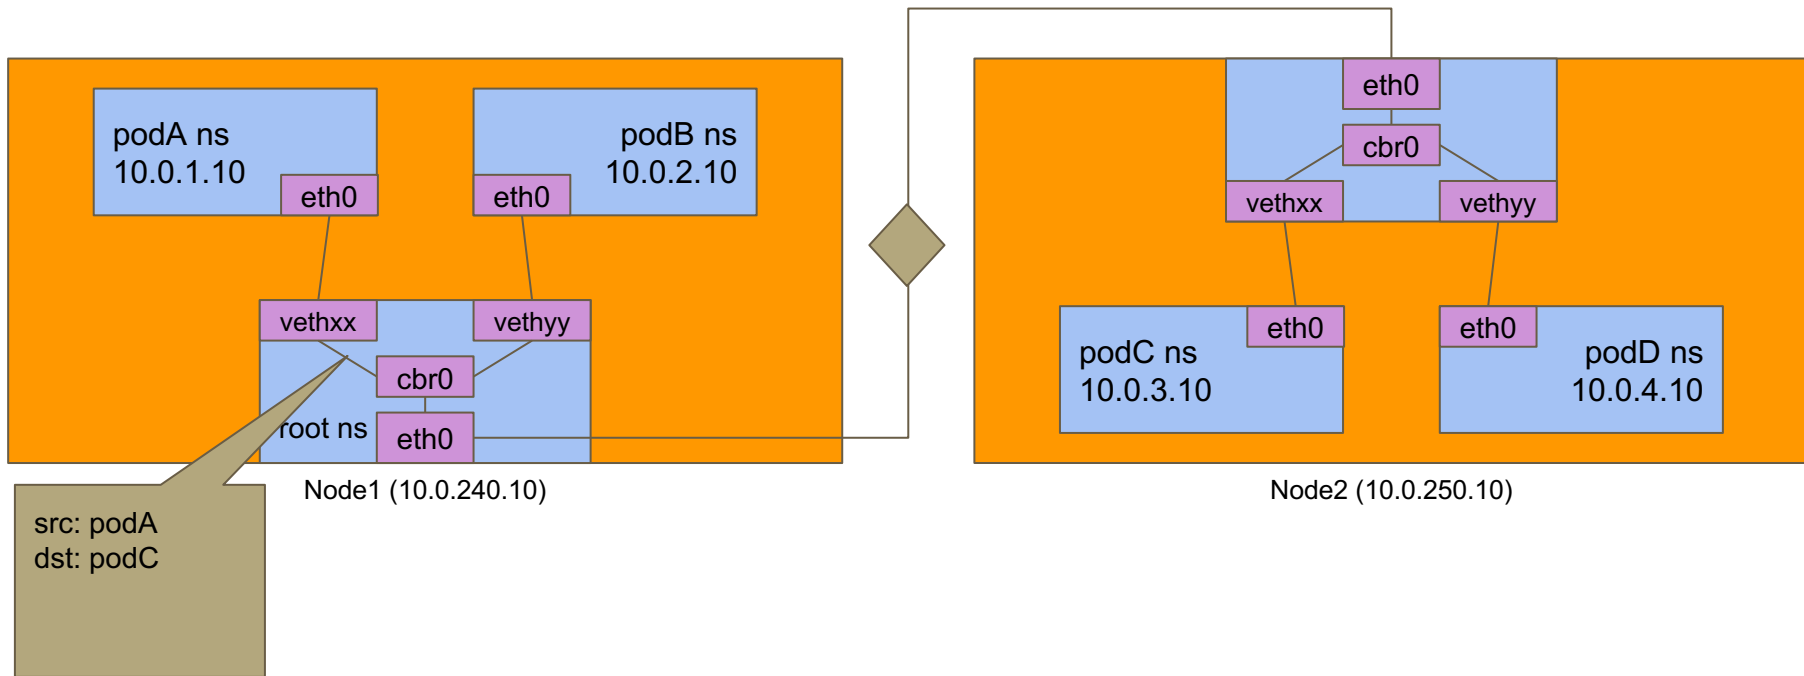 podA ns
10.0.1.10
eth0
podB ns
10.0.2.10
eth0
vethxx
vethyy
cbr0
root ns
eth0
Node1 (10.0.240.10)
src: podA
dst: podC
eth0
cbr0
vethxx
vethyy
eth0
podC ns
10.0.3.10
eth0
podD ns
10.0.4.10
Node2 (10.0.250.10)